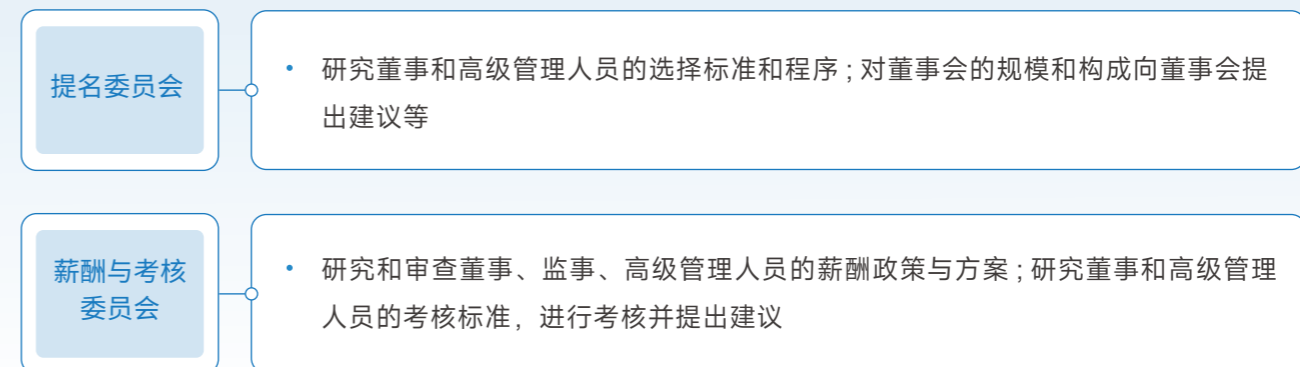 提名委员会
• 研究董事和高级管理人员的选择标准和程序 ; 对董事会的规模和构成向董事会提
出建议等
薪酬与考核
委员会
• 研究和审查董事、监事、高级管理人员的薪酬政策与方案 ; 研究董事和高级管理
人员的考核标准，进行考核并提出建议